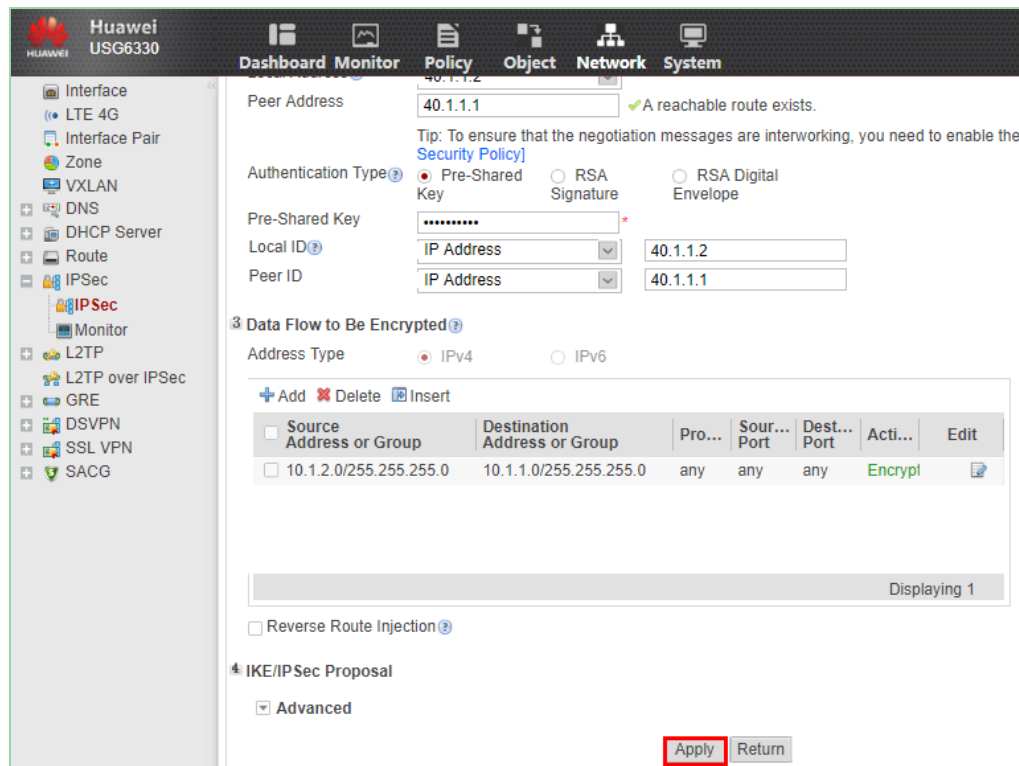 Huawei
USG6330
HUAWEI
Dashboard Monitor Policy Object Network System
Interface
LTE 4G
Interface Pair
Zone
VXLAN
DNS
DHCP Server
Route
IPSec
IPSec
Monitor
L2TP
L2TP over IPSec
GRE
DSVPN
SSL VPN
SACG
40.1.1.2
Peer Address 40.1.1.1 A reachable route exists.
Tip: To ensure that the negotiation messages are interworking, you need to enable the
Security Policy]
Authentication Type Pre-Shared RSA RSA Digital
Key Signature Envelope
Pre-Shared Key •••••••••• *
Local ID IP Address 40.1.1.2
Peer ID IP Address 40.1.1.1
3 Data Flow to Be Encrypted
Address Type IPv4 IPv6
Add Delete Insert
Source Destination Pro... Sour... Dest... Acti... Edit
Address or Group Address or Group Port Port
10.1.2.0/255.255.255.0 10.1.1.0/255.255.255.0 any any any Encrypt
Displaying 1
Reverse Route Injection
4 IKE/IPSec Proposal
Advanced
Apply Return